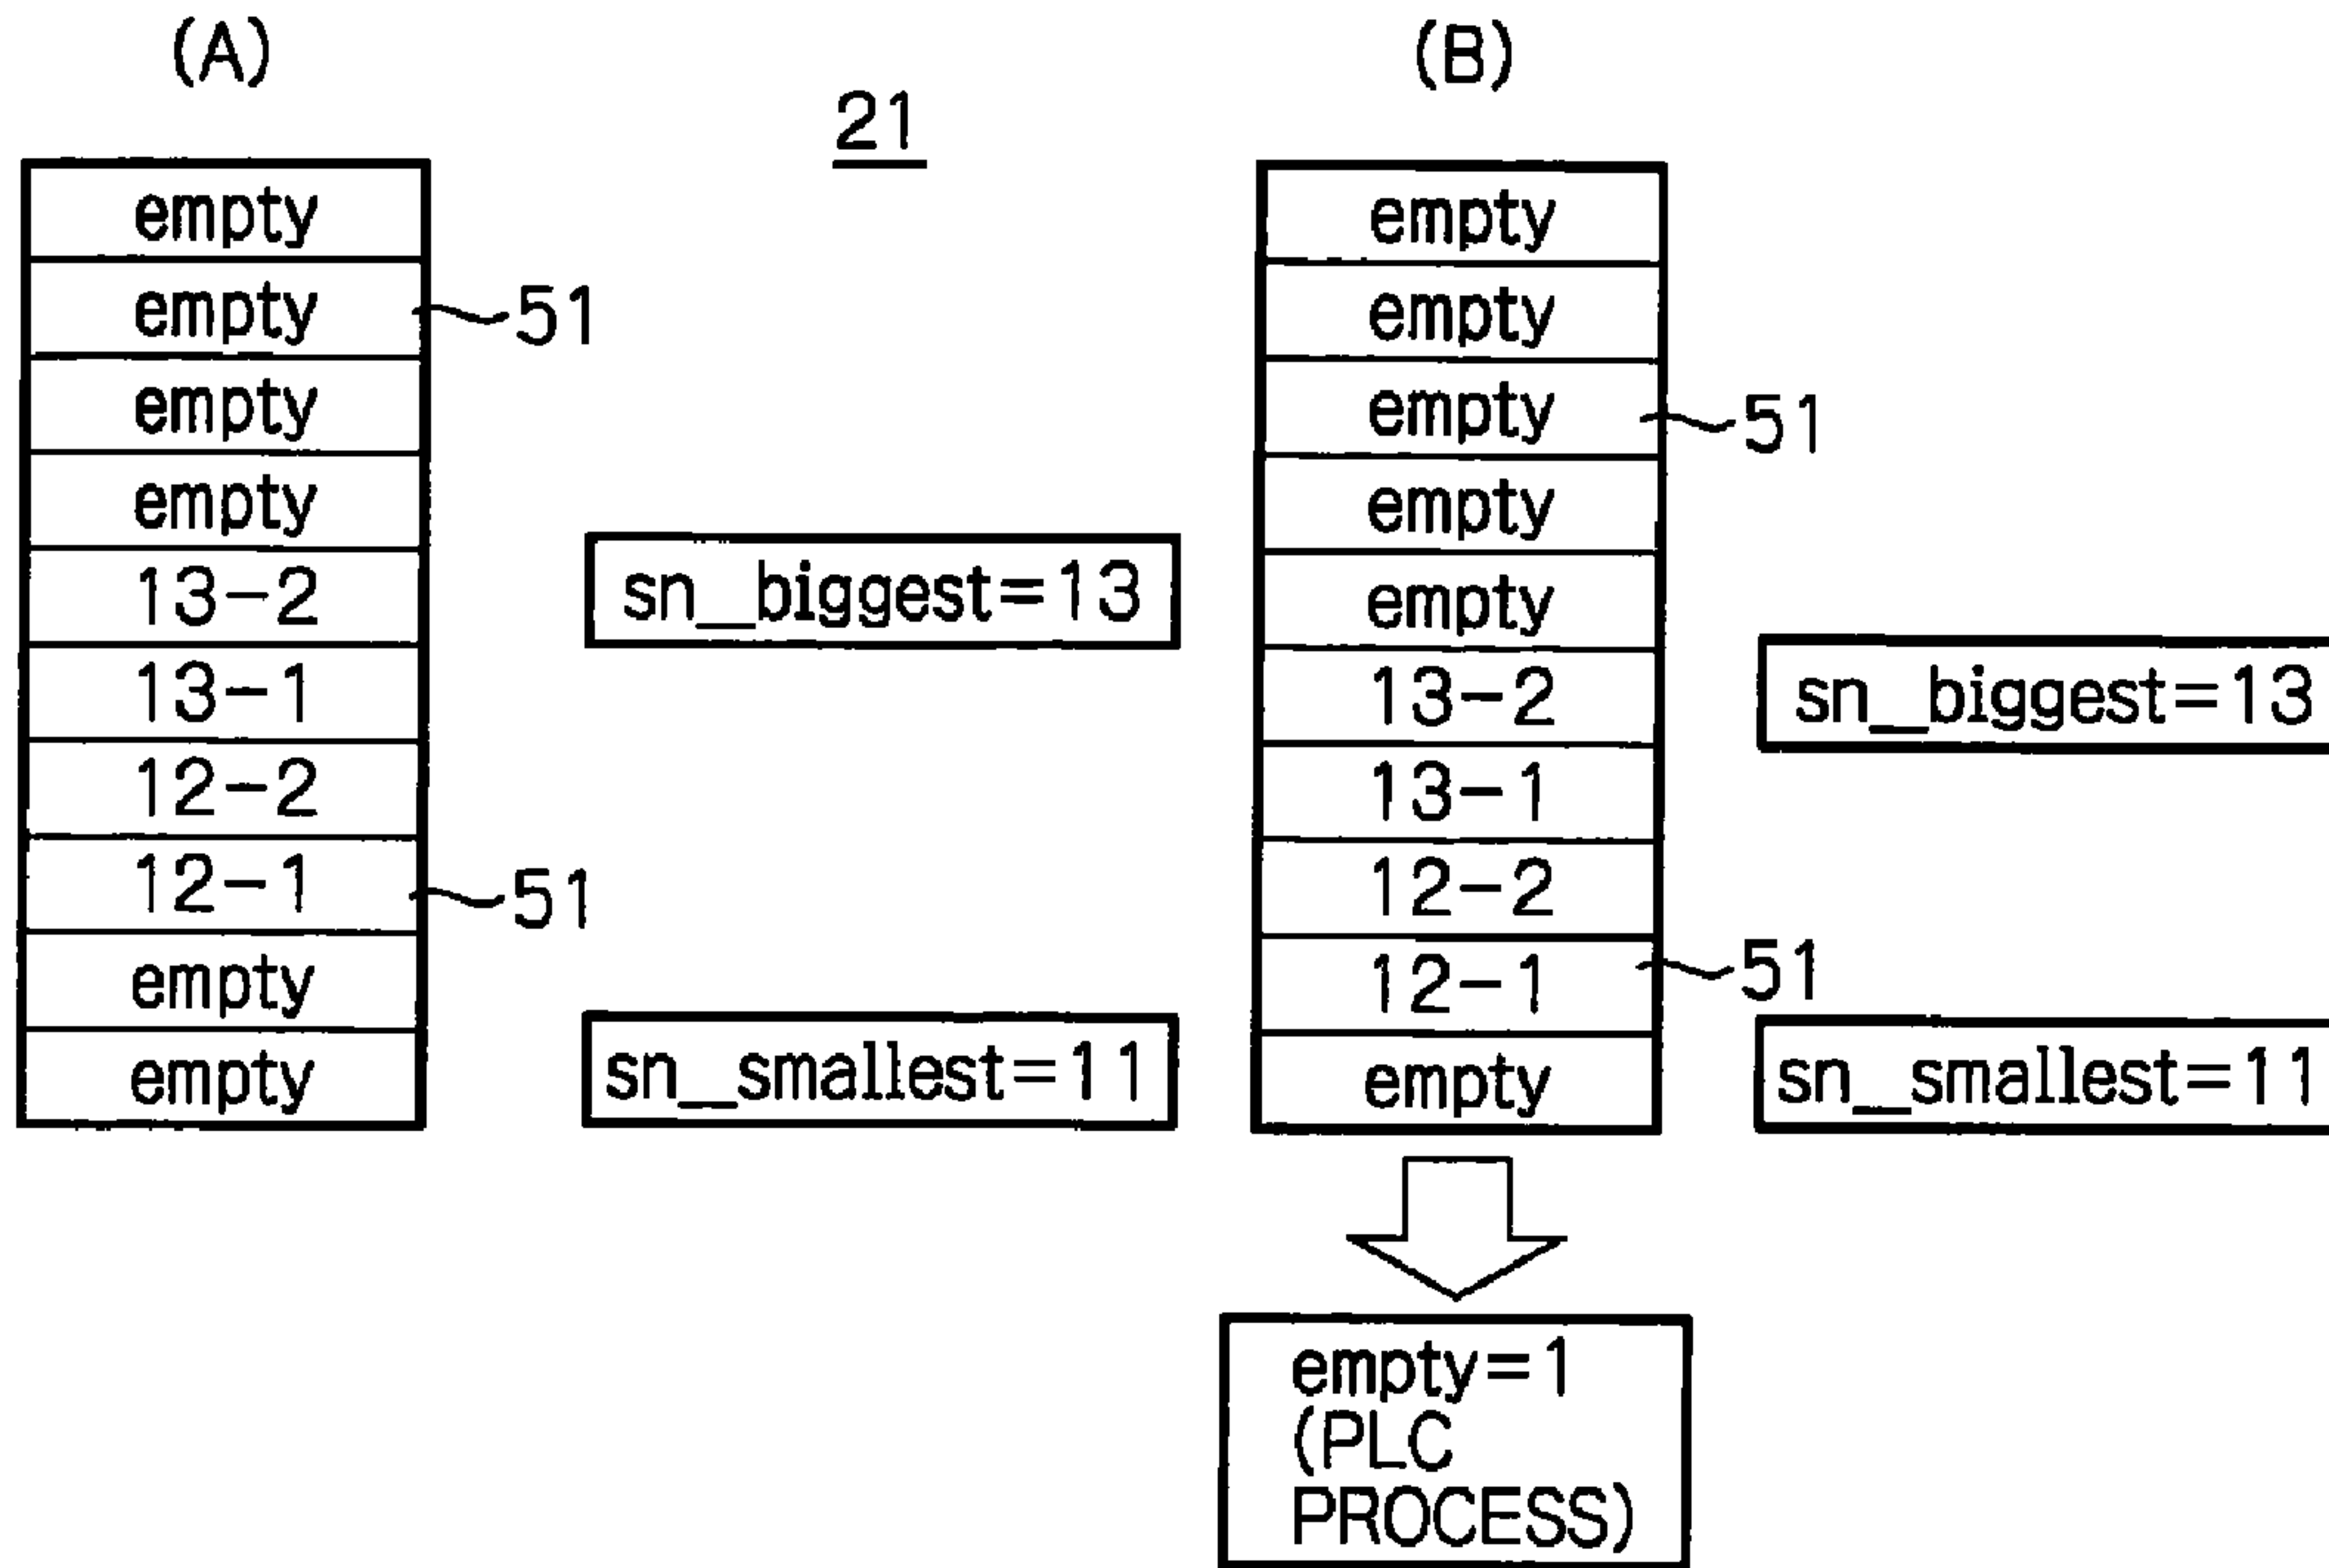 (A)
21
empty
empty
51
empty
empty
13-2
sn_biggest=13
13-1
12-2
12-1
51
empty
empty
sn_smallest=11
(B)
empty
empty
empty
51
empty
empty
13-2
sn_biggest=13
13-1
12-2
12-1
51
empty
sn_smallest=11
empty=1
(PLC
PROCESS)